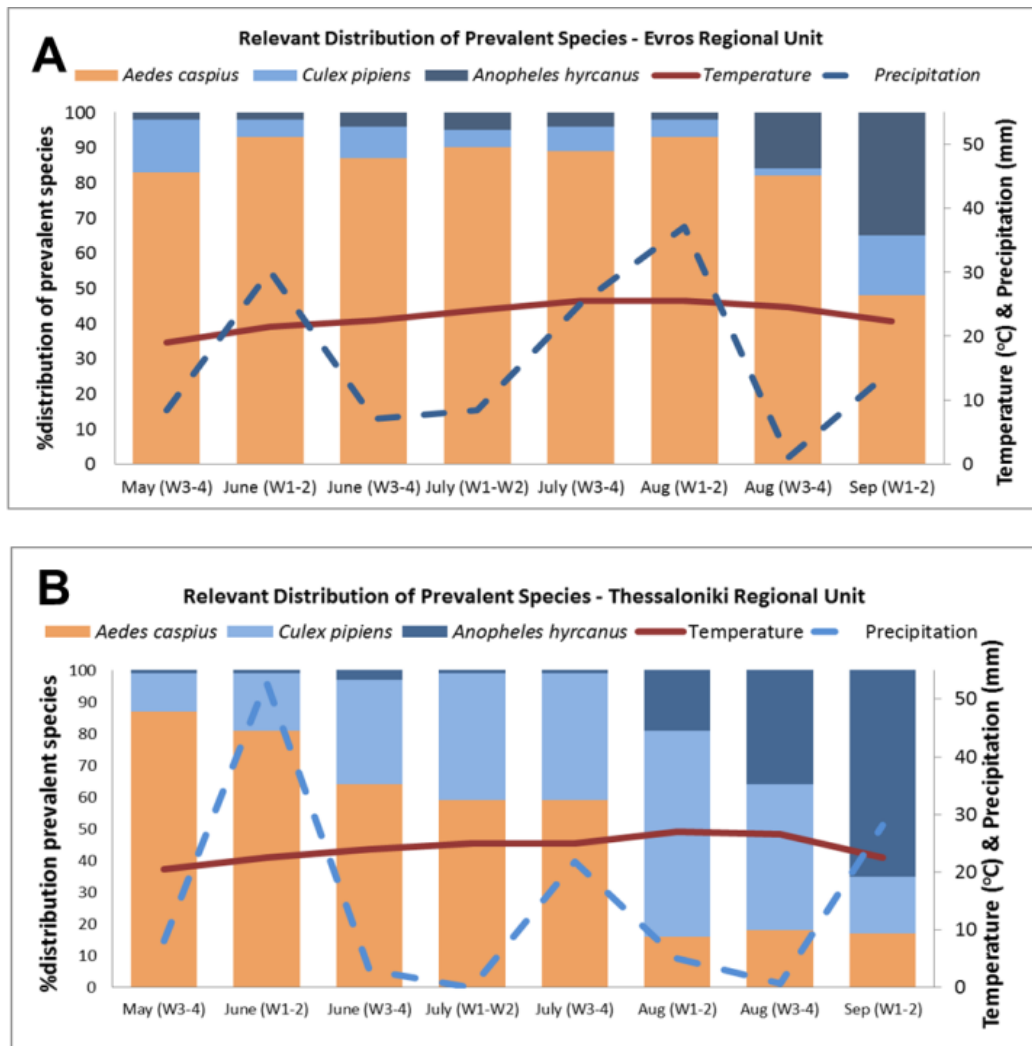 A
Relevant Distribution of Prevalent Species - Evros Regional Unit
Aedes caspius Culex pipiens Anopheles hyrcanus Temperature Precipitation
%distribution of prevalent species
100
90
80
70
60
50
40
30
20
10
0
50
40
30
20
10
0
Temperature (°C) & Precipitation (mm)
May (W3-4) June (W1-2) June (W3-4) July (W1-W2) July (W3-4) Aug (W1-2) Aug (W3-4) Sep (W1-2)
B
Relevant Distribution of Prevalent Species - Thessaloniki Regional Unit
Aedes caspius Culex pipiens Anopheles hyrcanus Temperature Precipitation
%distribution prevalent species
100
90
80
70
60
50
40
30
20
10
0
50
40
30
20
10
0
Temperature (°C) & Precipitation (mm)
May (W3-4) June (W1-2) June (W3-4) July (W1-W2) July (W3-4) Aug (W1-2) Aug (W3-4) Sep (W1-2)